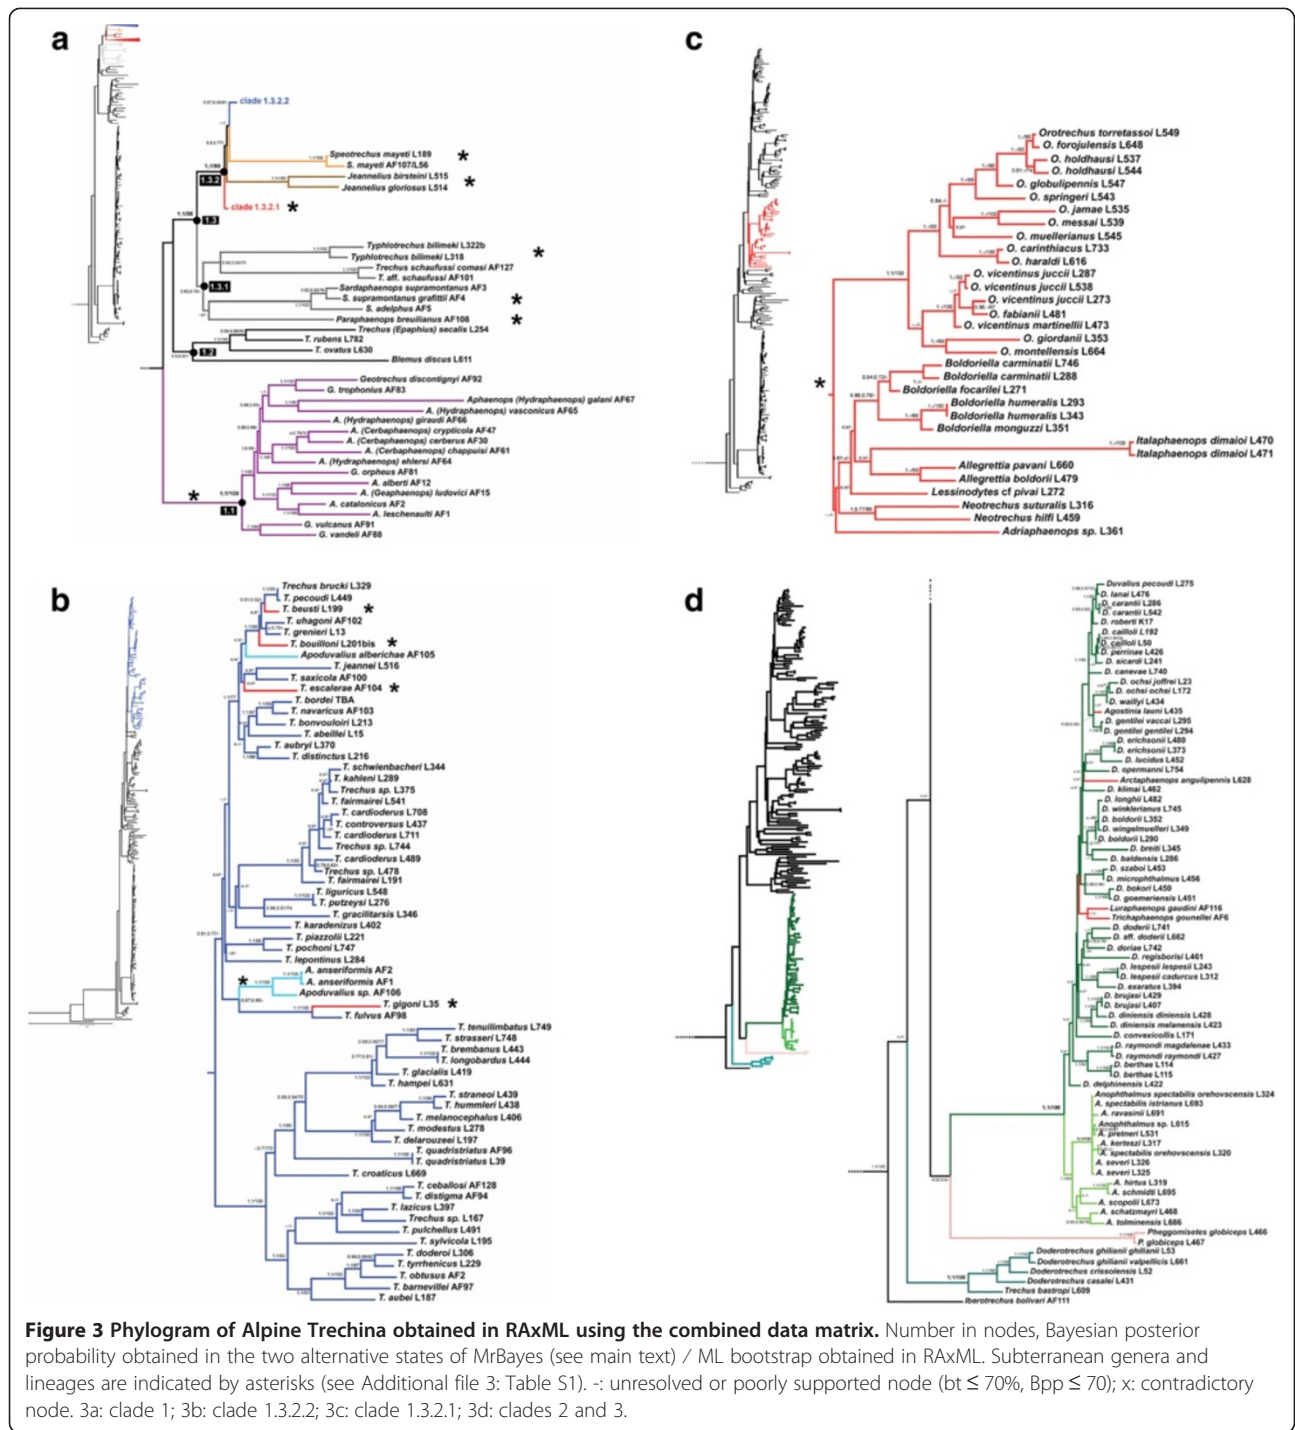 a
clade 1.3.2.2
Speotrechus mayeti L189
S. mayeti AF107/L56
Jeannelius birsteini L515
Jeannelius gloriosus L514
1.3.2
clade 1.3.2.1
1.3
Typhlotrechus bilimeki L322b
Typhlotrechus bilimeki L318
Trechus schaufussi comasi AF127
T. aff. schaufussi AF101
Sardaphaenops supramontanus AF3
1.3.1
S. supramontanus grafittii AF4
S. adelphus AF5
Paraphaenops breuilianus AF108
Trechus (Epaphius) secalis L254
T. rubens L782
1.2
T. ovatus L630
Blemus discus L611
Geotrechus discontignyi AF92
G. trophonius AF83
Aphaenops (Hydraphaenops) galani AF67
A. (Hydraphaenops) vasconicus AF65
A. (Hydraphaenops) giraudi AF66
A. (Cerbaphaenops) crypticola AF47
A. (Cerbaphaenops) cerberus AF30
A. (Cerbaphaenops) chappuisi AF61
A. (Hydraphaenops) ehlersi AF64
G. orpheus AF81
A. alberti AF12
A. (Geaphaenops) ludovici AF15
1,1/100
1.1
A. catalonicus AF2
A. leschenaulti AF1
G. vulcanus AF91
G. vandeli AF88
c
Orotrechus torretassoi L549
O. forojulensis L648
O. holdhausi L537
O. holdhausi L544
O. globulipennis L547
O. springeri L543
O. jamae L535
O. messai L539
O. muellerianus L545
O. carinthiacus L733
O. haraldi L616
O. vicentinus juccii L287
O. vicentinus juccii L538
O. vicentinus juccii L273
O. fabianii L481
O. vicentinus martinellii L473
O. giordanii L353
O. montellensis L664
Boldoriella carminatii L746
Boldoriella carminatii L288
Boldoriella focarilei L271
Boldoriella humeralis L293
Boldoriella humeralis L343
Boldoriella monguzzi L351
Italaphaenops dimaioi L470
Italaphaenops dimaioi L471
Allegrettia pavani L660
Allegrettia boldorii L479
Lessinodytes cf pivai L272
Neotrechus suturalis L316
Neotrechus hilfi L459
Adriaphaenops sp. L361
b
Trechus brucki L329
T. pecoudi L449
T. beusti L199
T. uhagoni AF102
T. grenieri L13
T. bouilloni L201bis
Apoduvalius alberichae AF105
T. jeannei L516
T. saxicola AF100
T. escalerae AF104
T. bordei TBA
T. navaricus AF103
T. bonvouloiri L213
T. abeillei L15
T. aubryi L370
T. distinctus L216
T. schwienbacheri L344
T. kahleni L289
Trechus sp. L375
T. fairmairei L541
T. cardioderus L708
T. controversus L437
T. cardioderus L711
Trechus sp. L744
T. cardioderus L489
Trechus sp. L478
T. fairmairei L191
T. liguricus L548
T. putzeysi L276
T. gracilitarsis L346
T. karadenizus L402
T. piazzolii L221
T. pochoni L747
T. lepontinus L284
A. anseriformis AF2
A. anseriformis AF1
Apoduvalius sp. AF106
T. gigoni L35
T. fulvus AF98
T. tenuilimbatus L749
T. strasseri L748
T. brembanus L443
T. longobardus L444
T. glacialis L419
T. hampei L631
T. straneoi L439
T. hummleri L438
T. melanocephalus L406
T. modestus L278
T. delarouzeei L197
T. quadristriatus AF96
T. quadristriatus L39
T. croaticus L669
T. ceballosi AF128
T. distigma AF94
T. lazicus L397
Trechus sp. L167
T. pulchellus L491
T. sylvicola L195
T. doderoi L306
T. tyrrhenicus L229
T. obtusus AF2
T. barnevillei AF97
T. aubei L187
d
Duvalius pecoudi L275
D. lanai L476
D. carantii L286
D. carantii L542
D. roberti K17
D. cailloli L192
D. cailloli L50
D. perrinae L426
D. sicardi L241
D. canevae L740
D. ochsi joffrei L23
D. ochsi ochsi L172
D. waillyi L434
Agostinia launi L435
D. gentilei vaccai L295
D. gentilei gentilei L294
D. erichsonii L480
D. erichsonii L373
D. lucidus L452
D. opermanni L754
Arctaphaenops angulipennis L628
D. klimai L462
D. longhii L482
D. winklerianus L745
D. boldorii L352
D. wingelmuelleri L349
D. boldorii L290
D. breiti L345
D. baldensis L286
D. szaboi L453
D. microphthalmus L456
D. bokori L450
D. goemeriensis L451
Luraphaenops gaudini AF116
Trichaphaenops gounellei AF6
D. doderii L741
D. aff. doderii L662
D. doriae L742
D. regisborisi L461
D. lespesii lespesii L243
D. lespesii cadurcus L312
D. exaratus L394
D. brujasi L429
D. brujasi L407
D. diniensis diniensis L428
D. diniensis melanensis L423
D. convexicollis L171
D. raymondi magdalenae L433
D. raymondi raymondi L427
D. berthae L114
D. berthae L115
D. delphinensis L422
Anophthalmus spectabilis orehovscensis L324
A. spectabilis istrianus L693
1,1/100
A. ravasinii L691
Anophthalmus sp. L615
A. pretneri L531
A. kerteszi L317
A. spectabilis orehovscensis L320
A. severi L326
A. severi L325
A. hirtus L319
A. schmidti L695
A. scopolii L673
A. schatzmayri L468
A. tolminensis L686
Pheggomisetes globiceps L466
P. globiceps L467
Doderotrechus ghilianii ghilianii L53
Doderotrechus ghilianii valpellicis L661
Doderotrechus crissolensis L52
1,1/100
Doderotrechus casalei L431
Trechus bastropi L609
Iberotrechus bolivari AF111
Figure 3 Phylogram of Alpine Trechina obtained in RAxML using the combined data matrix. Number in nodes, Bayesian posterior
probability obtained in the two alternative states of MrBayes (see main text) / ML bootstrap obtained in RAxML. Subterranean genera and
lineages are indicated by asterisks (see Additional file 3: Table S1). -: unresolved or poorly supported node (bt ≤ 70%, Bpp ≤ 70); x: contradictory
node. 3a: clade 1; 3b: clade 1.3.2.2; 3c: clade 1.3.2.1; 3d: clades 2 and 3.